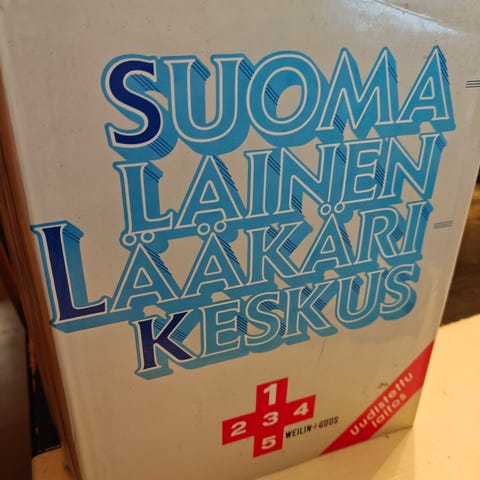 SUOMA-
LAINEN
LÄÄKÄRI-
KESKUS
1
2 3 4
5
WEILIN+GÖÖS
Uudistettu
laitos